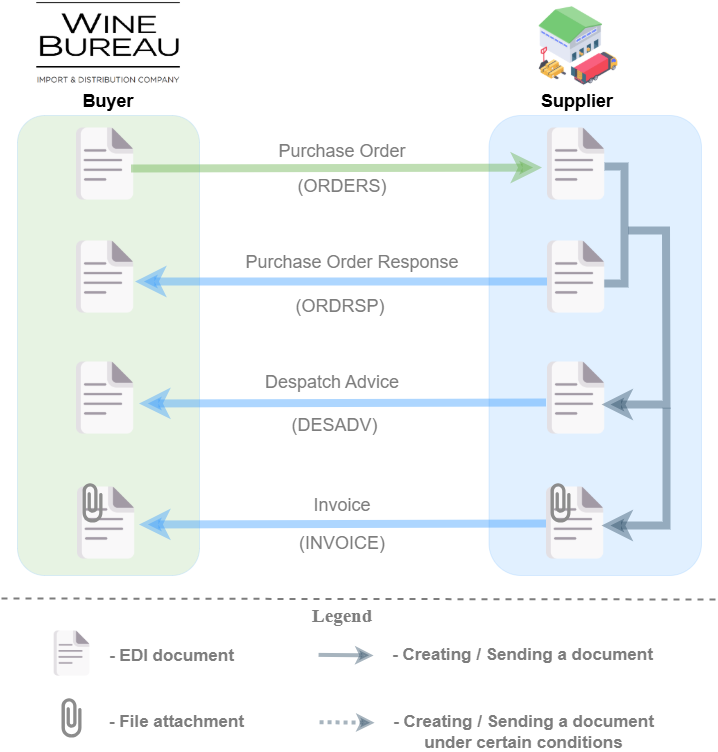 WINE
BUREAU
IMPORT & DISTRIBUTION COMPANY
Buyer
Supplier
Purchase Order
(ORDERS)
Purchase Order Response
(ORDRSP)
Despatch Advice
(DESADV)
Invoice
(INVOICE)
Legend
- EDI document
- Creating / Sending a document
- File attachment
- Creating / Sending a document
under certain conditions